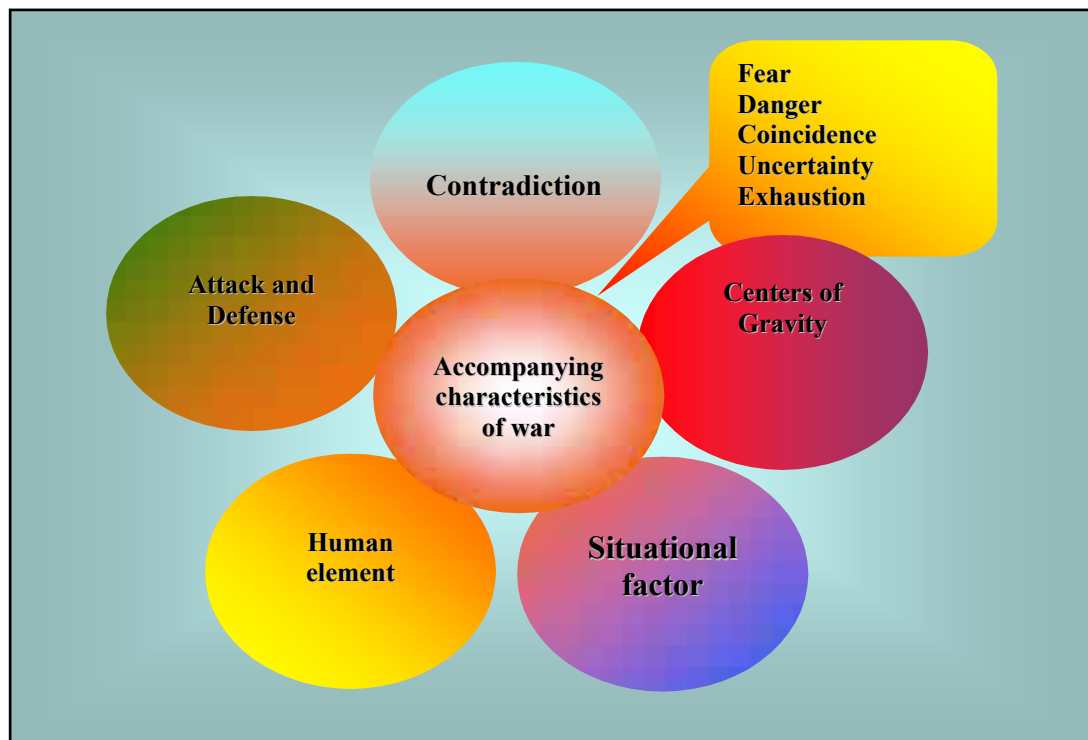 Fear
Danger
Coincidence
Uncertainty
Exhaustion
Contradiction
Attack and
Defense
Centers of
Gravity
Accompanying
characteristics
of war
Human
element
Situational
factor